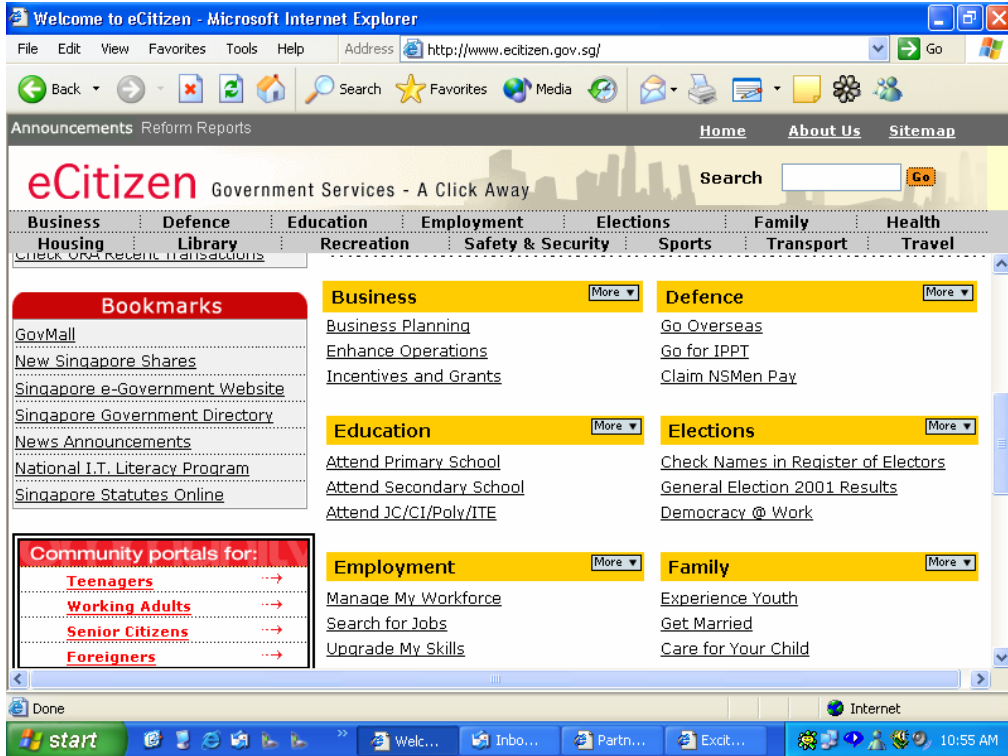 Welcome to eCitizen - Microsoft Internet Explorer
File Edit View Favorites Tools Help Address http://www.ecitizen.gov.sg/ Go
Back Search Favorites Media
Announcements Reform Reports Home About Us Sitemap
eCitizen Government Services - A Click Away Search Go
Business Defence Education Employment Elections Family Health
Housing Library Recreation Safety & Security Sports Transport Travel
Check URA Recent Transactions
Bookmarks
GovMall
New Singapore Shares
Singapore e-Government Website
Singapore Government Directory
News Announcements
National I.T. Literacy Program
Singapore Statutes Online
Community portals for:
Teenagers
Working Adults
Senior Citizens
Foreigners
Business More
Business Planning
Enhance Operations
Incentives and Grants
Defence More
Go Overseas
Go for IPPT
Claim NSMen Pay
Education More
Attend Primary School
Attend Secondary School
Attend JC/CI/Poly/ITE
Elections More
Check Names in Register of Electors
General Election 2001 Results
Democracy @ Work
Employment More
Manage My Workforce
Search for Jobs
Upgrade My Skills
Family More
Experience Youth
Get Married
Care for Your Child
Done Internet
start Welc... Inbo... Partn... Excit... 10:55 AM